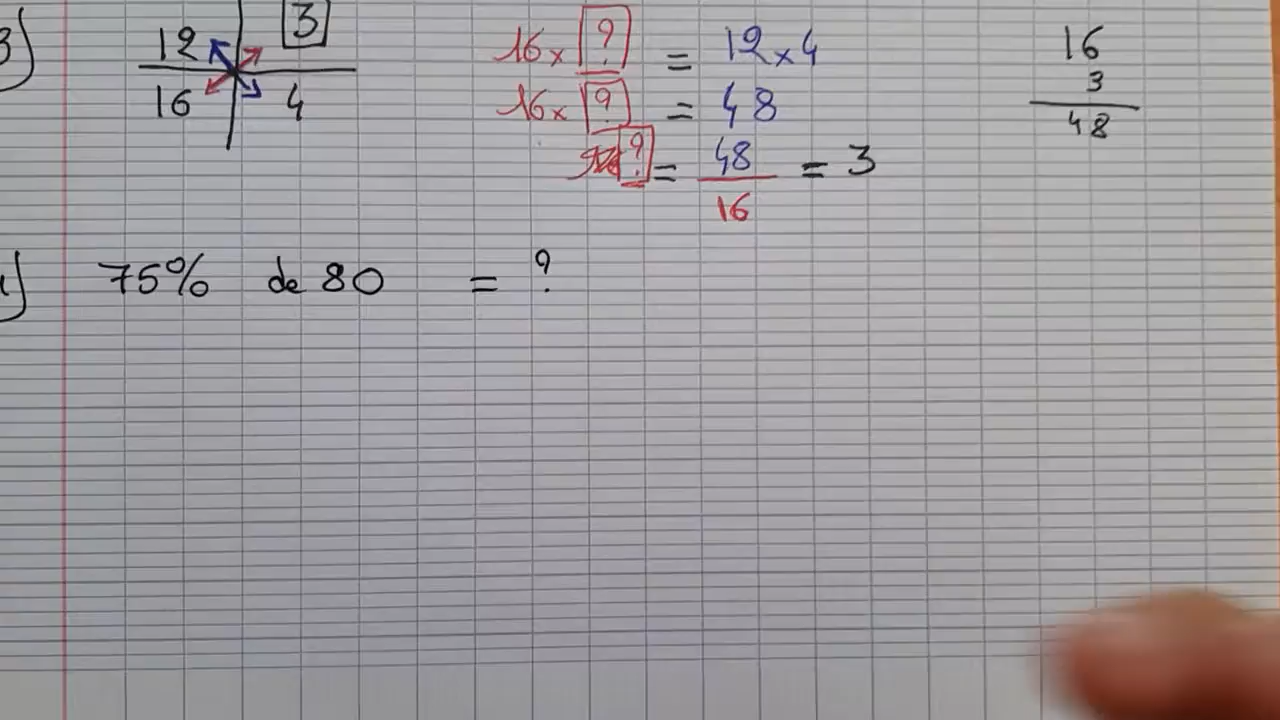 3)
12 3
16 4
16 × ? = 12 × 4
16 × ? = 48
? = 48/16 = 3
16
3
48
75% de 80 = ?